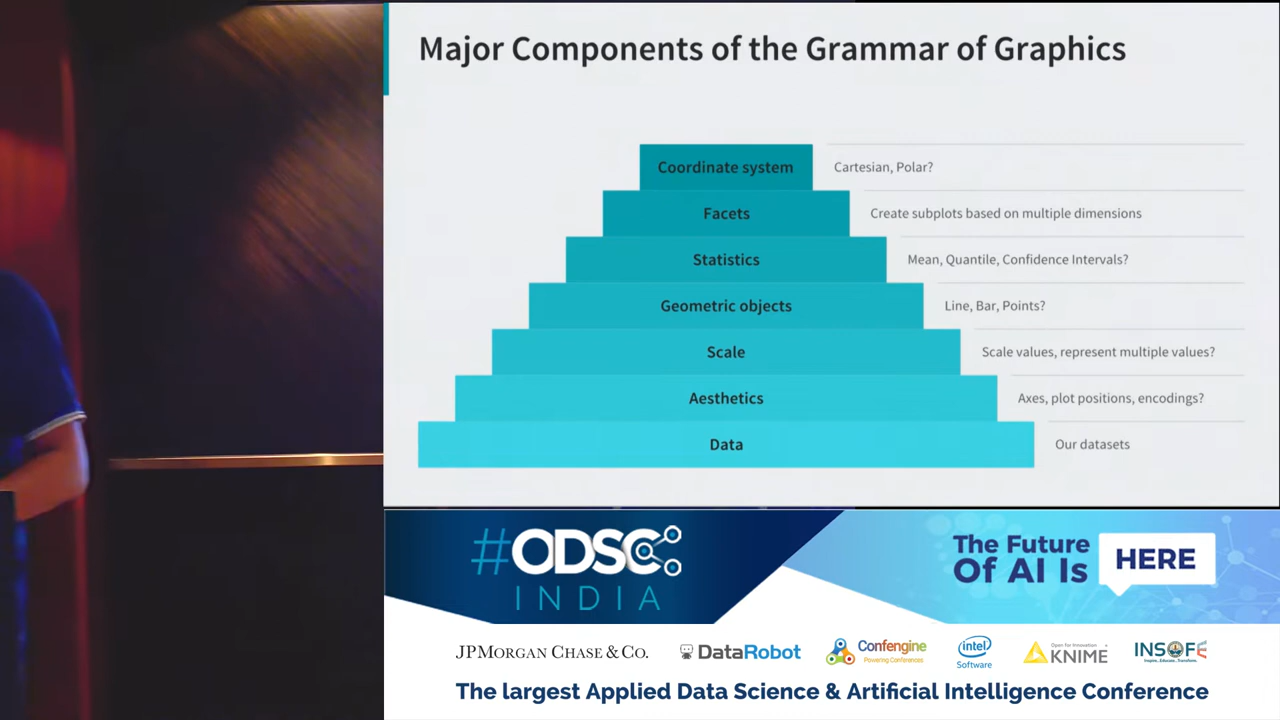 Major Components of the Grammar of Graphics
Coordinate system
Cartesian, Polar?
Facets
Create subplots based on multiple dimensions
Statistics
Mean, Quantile, Confidence Intervals?
Geometric objects
Line, Bar, Points?
Scale
Scale values, represent multiple values?
Aesthetics
Axes, plot positions, encodings?
Data
Our datasets
#ODSC
INDIA
The Future
Of AI Is
HERE
JPMORGAN CHASE & CO.
DataRobot
Confengine
Powering Conferences
intel
Software
Open for Innovation
KNIME
INSOFE
Inspire...Educate...Transform.
The largest Applied Data Science & Artificial Intelligence Conference